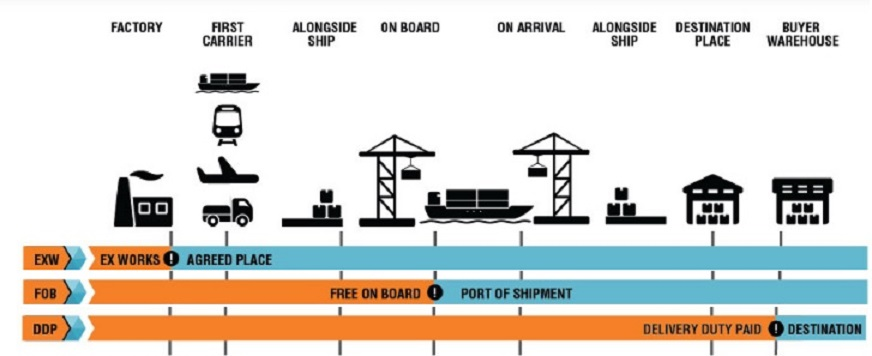 FACTORY
FIRST
CARRIER
ALONGSIDE
SHIP
ON BOARD
ON ARRIVAL
ALONGSIDE
SHIP
DESTINATION
PLACE
BUYER
WAREHOUSE
EXW EX WORKS ! AGREED PLACE
FOB FREE ON BOARD ! PORT OF SHIPMENT
DDP DELIVERY DUTY PAID ! DESTINATION